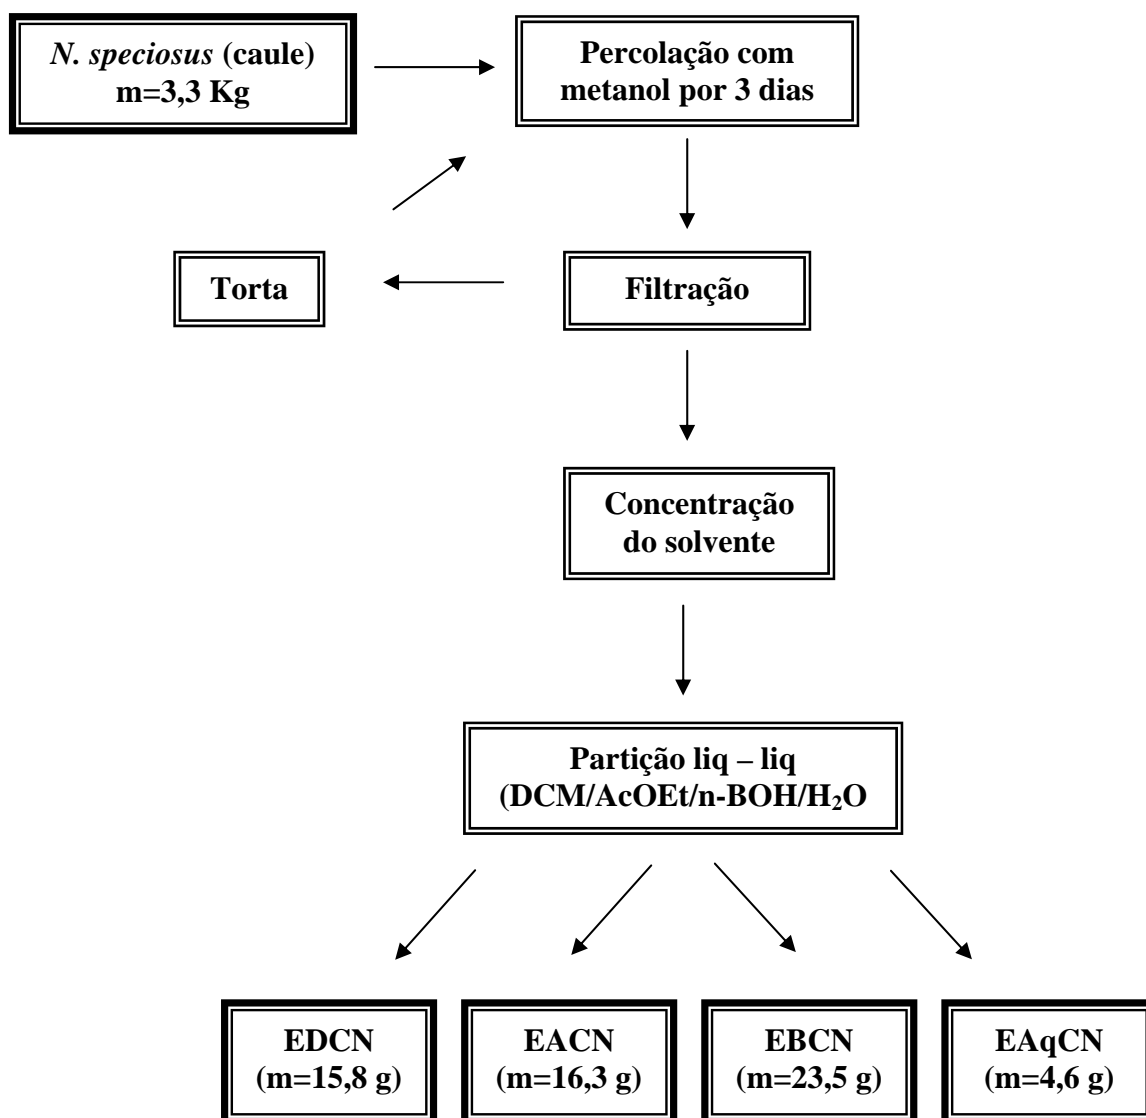 N. speciosus (caule)
m=3,3 Kg
Percolação com
metanol por 3 dias
Torta
Filtração
Concentração
do solvente
Partição liq – liq
(DCM/AcOEt/n-BOH/H₂O
EDCN
(m=15,8 g)
EACN
(m=16,3 g)
EBCN
(m=23,5 g)
EAqCN
(m=4,6 g)